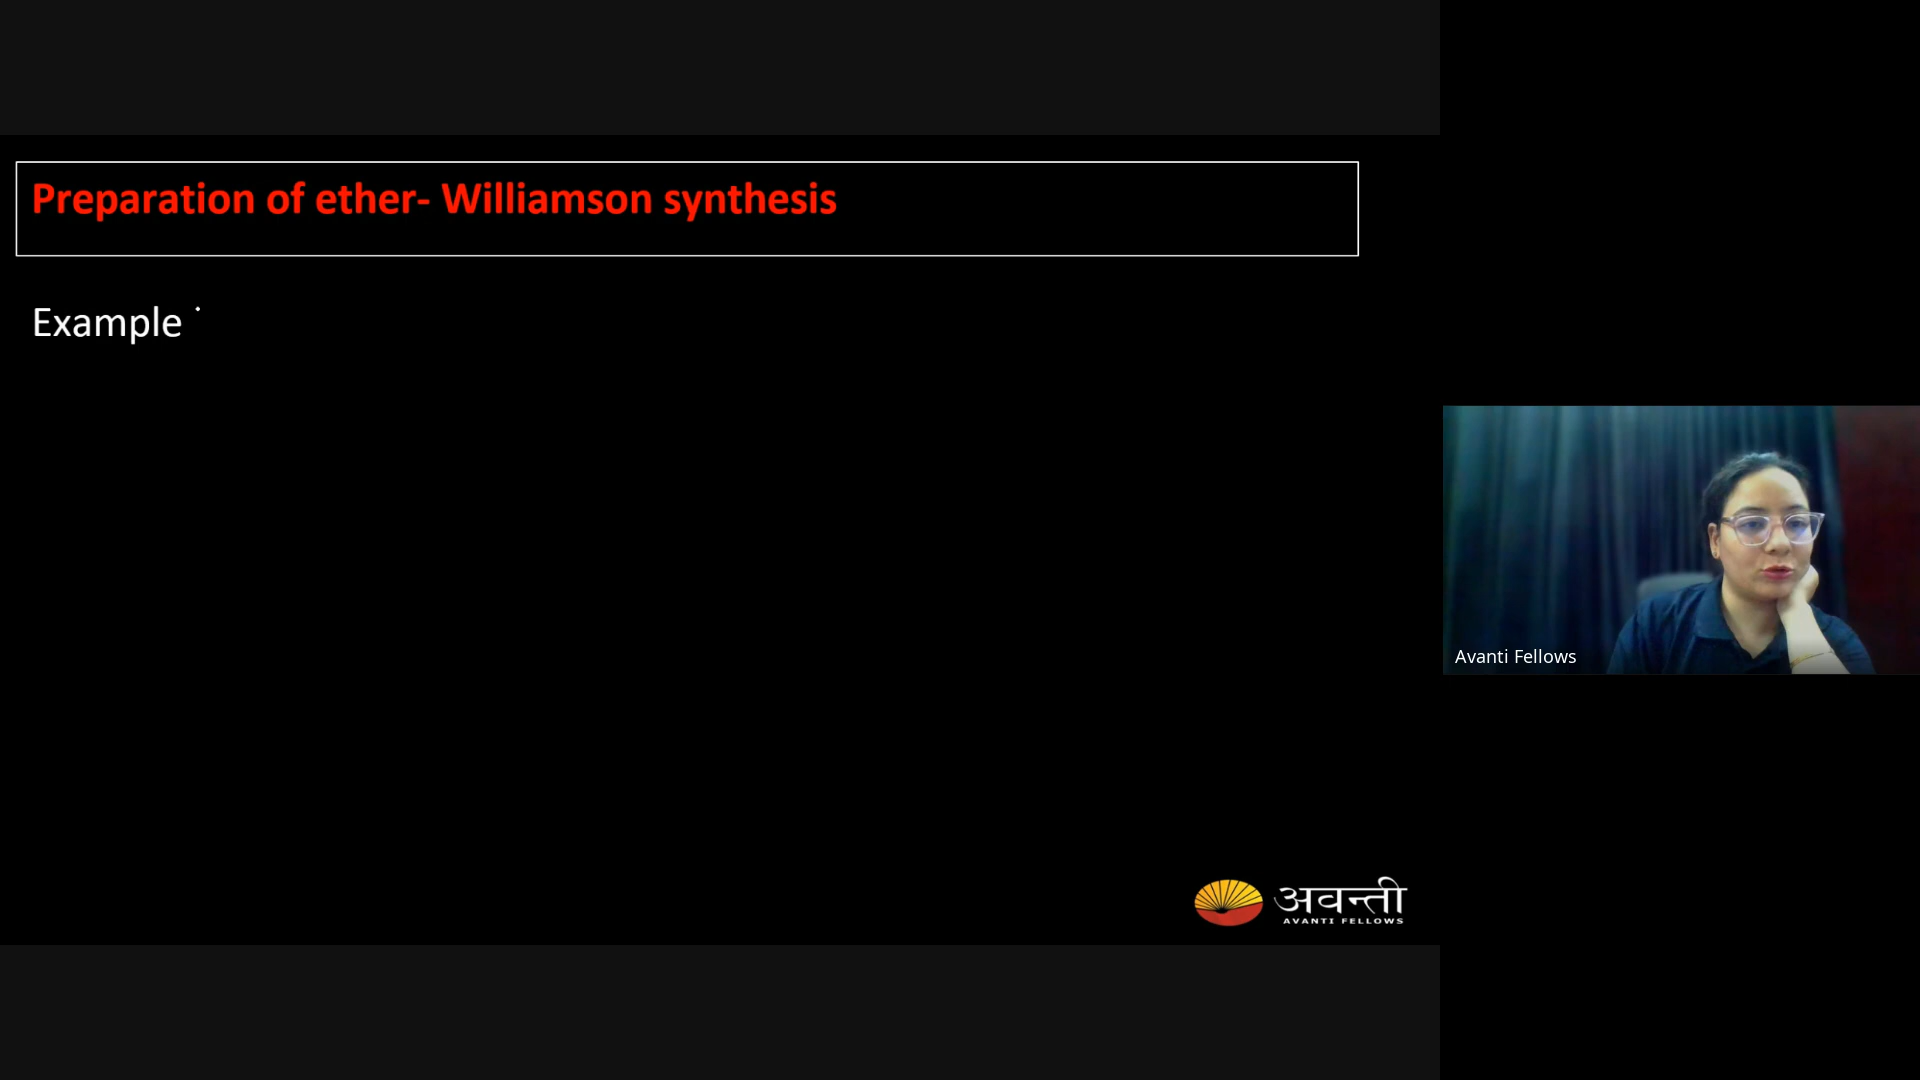 Preparation of ether- Williamson synthesis
Example
Avanti Fellows
अवन्ती
AVANTI FELLOWS